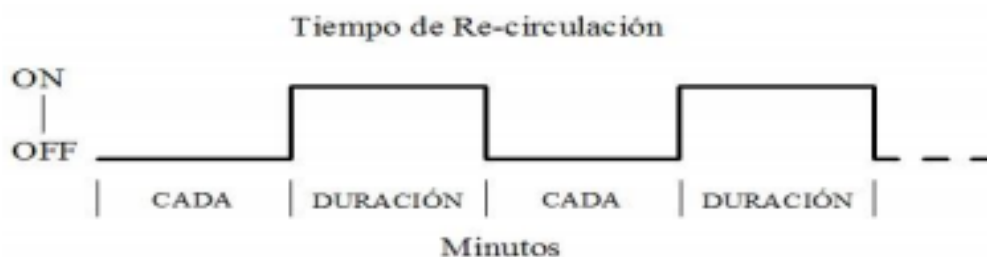 Tiempo de Re-circulación
ON
OFF
CADA DURACIÓN CADA DURACIÓN
Minutos